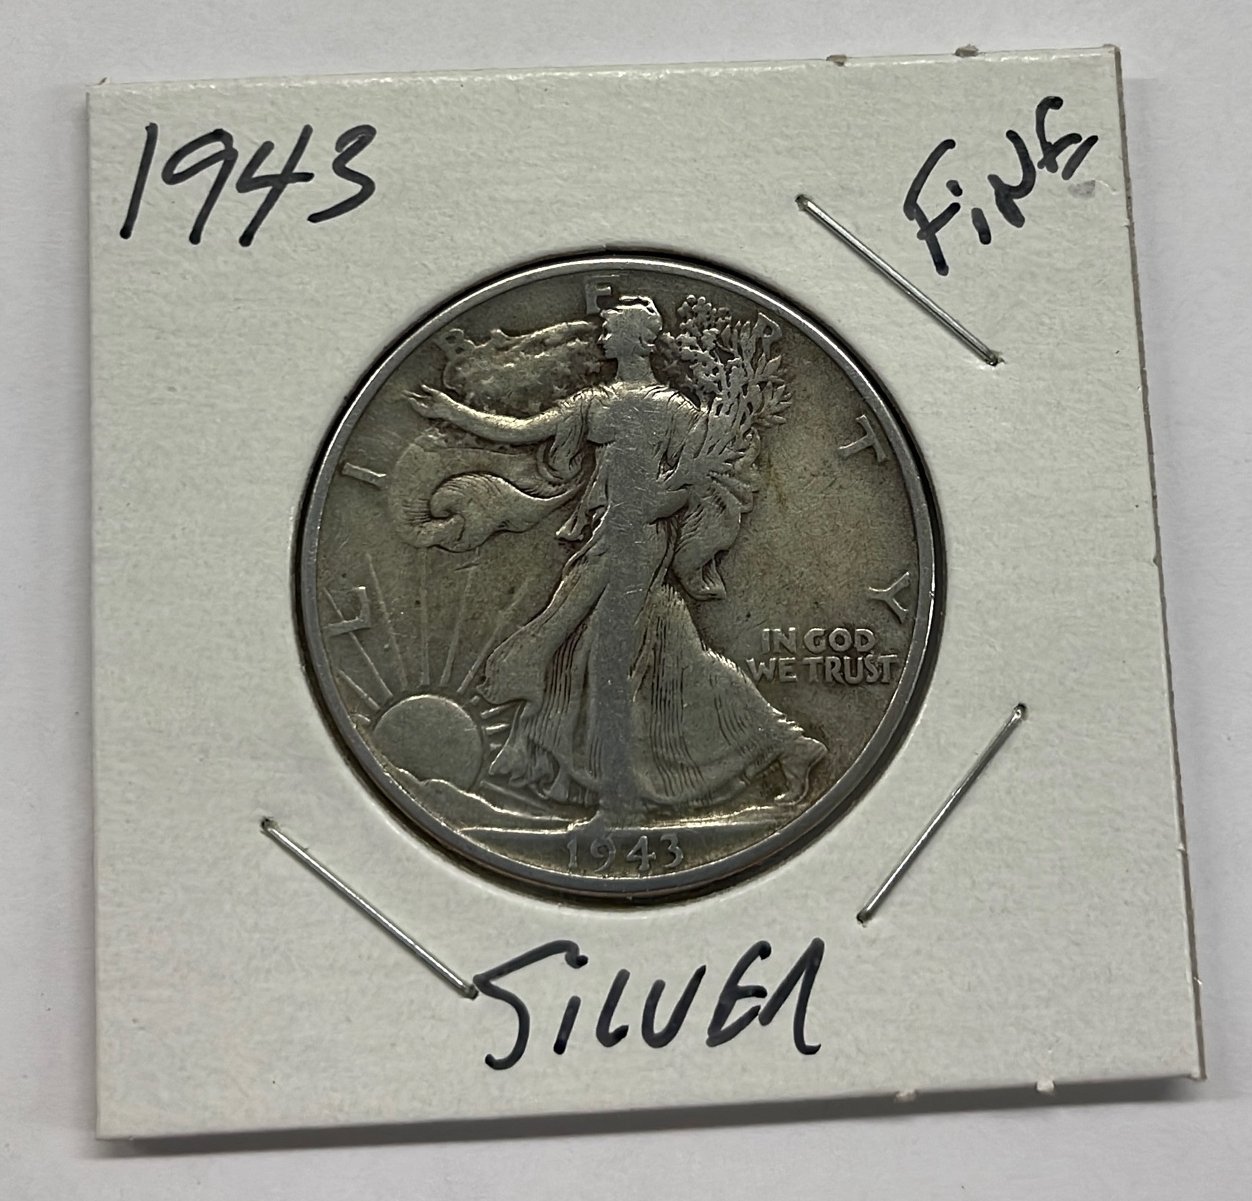 1943
FiNE
LIBERTY
IN GOD
WE TRUST
1943
SiLVER